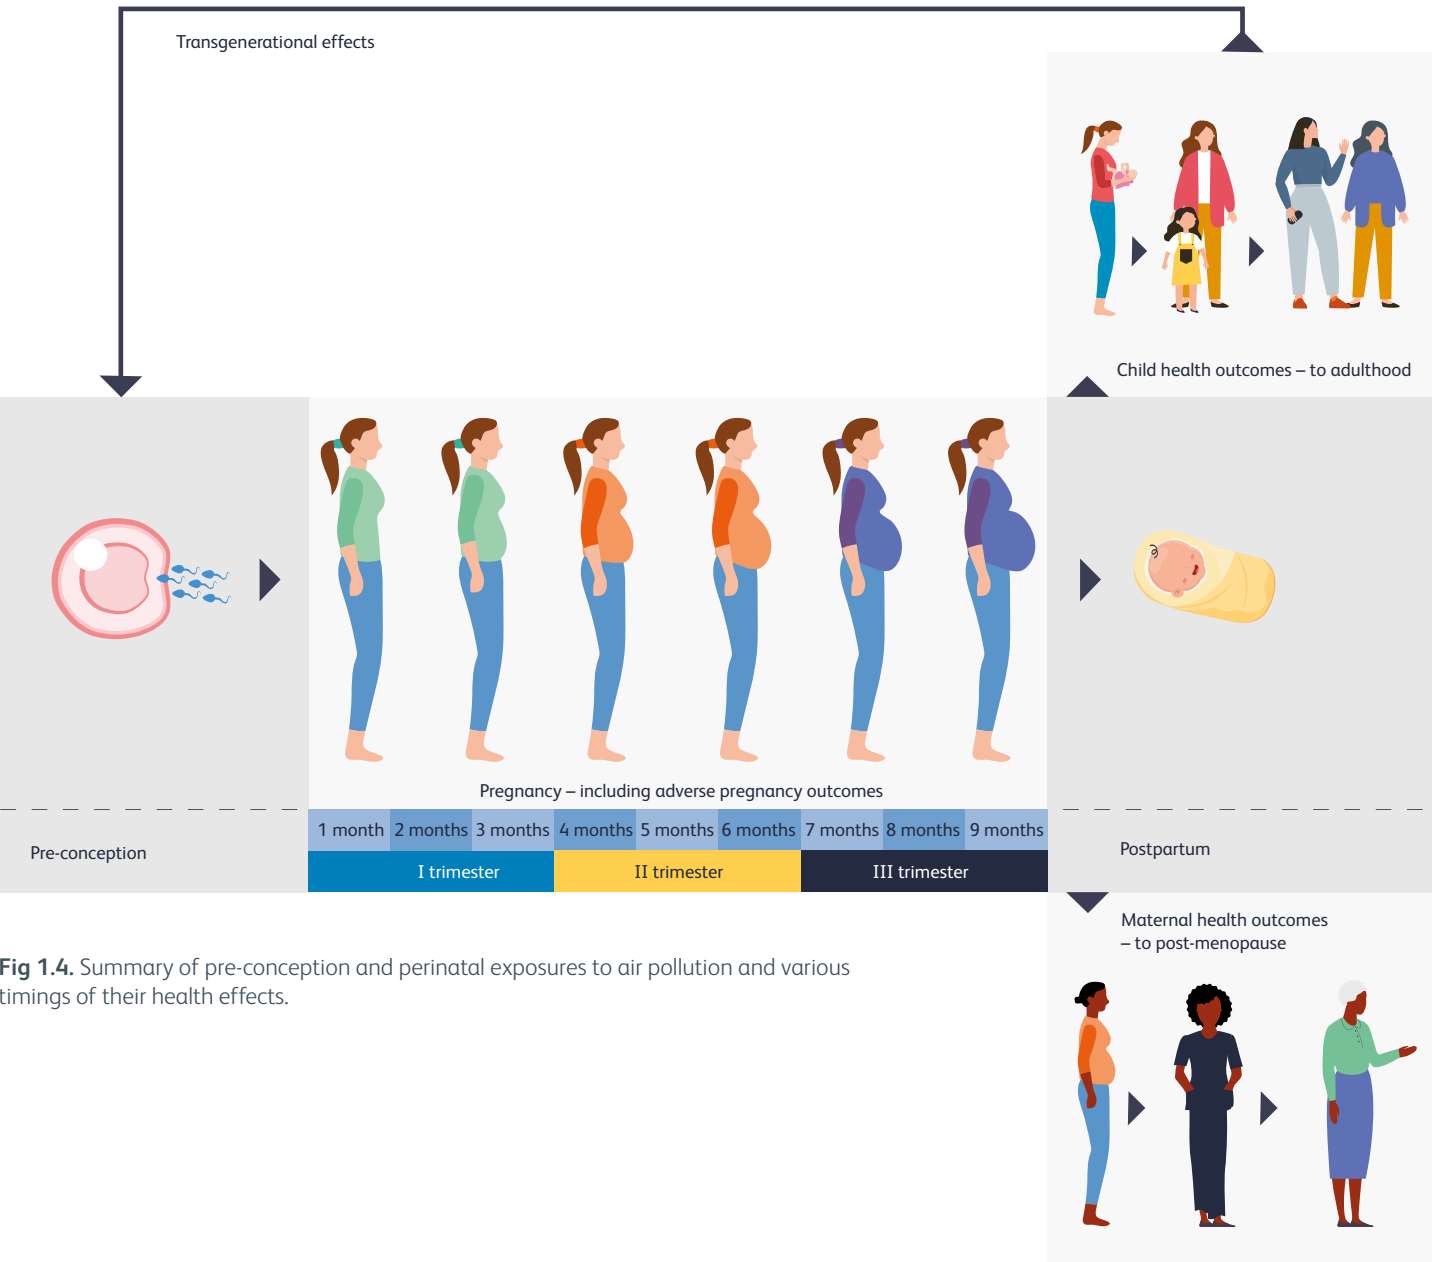 Transgenerational effects
Child health outcomes – to adulthood
Pregnancy – including adverse pregnancy outcomes
1 month 2 months 3 months 4 months 5 months 6 months 7 months 8 months 9 months
Pre-conception
I trimester II trimester III trimester
Postpartum
Maternal health outcomes
– to post-menopause
Fig 1.4. Summary of pre-conception and perinatal exposures to air pollution and various
timings of their health effects.